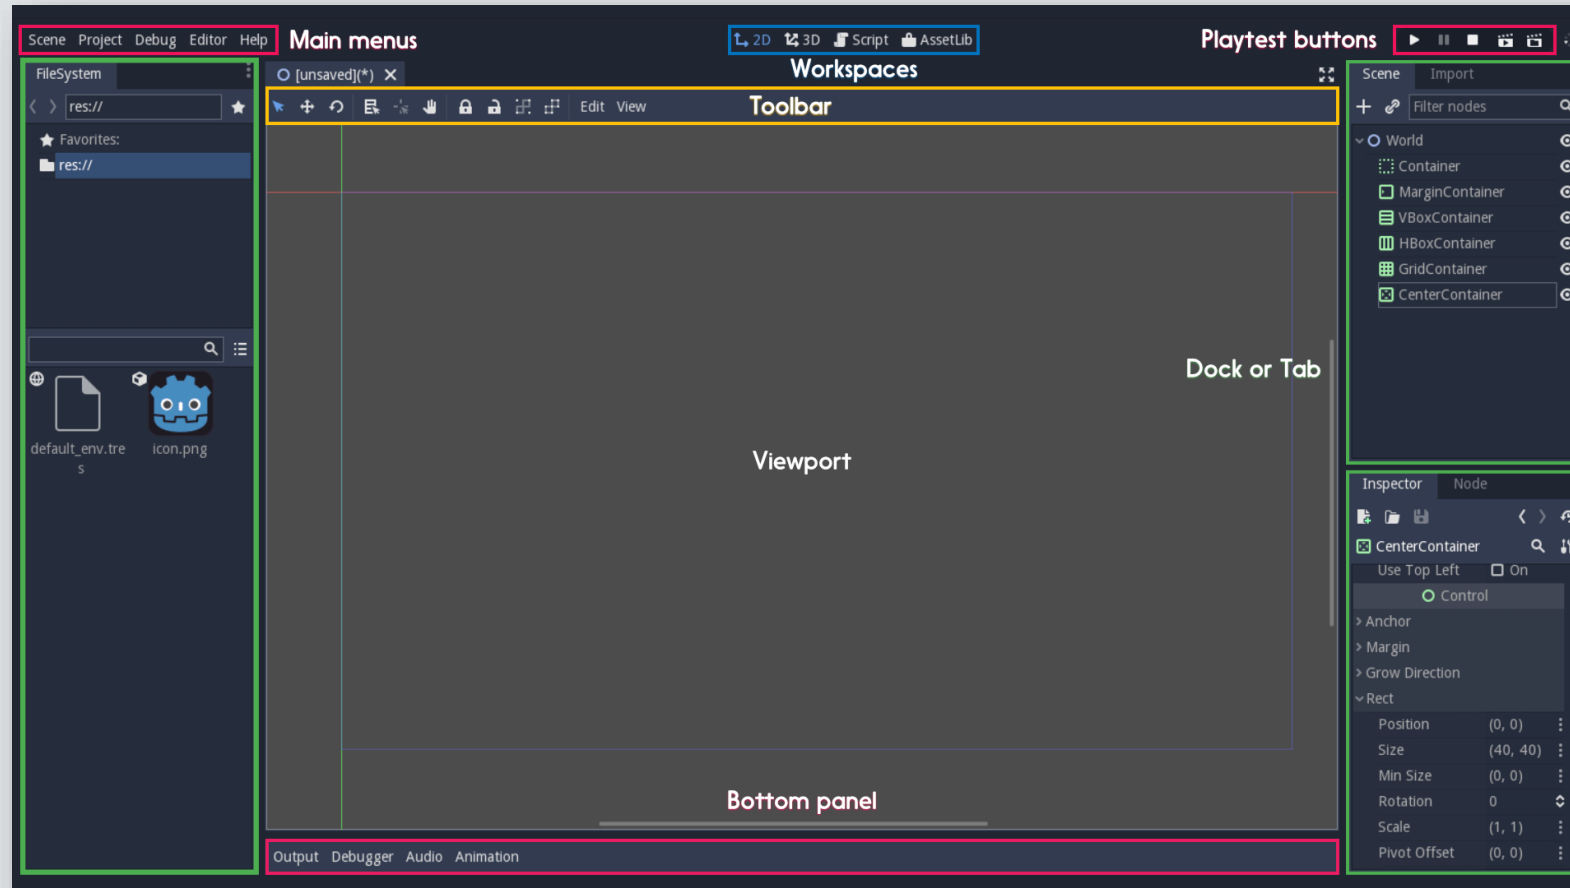 Scene Project Debug Editor Help
Main menus
2D 3D Script AssetLib
Playtest buttons
Workspaces
FileSystem
[unsaved](*)
Scene Import
res://
Edit View
Toolbar
Filter nodes
Favorites:
res://
World
Container
MarginContainer
VBoxContainer
HBoxContainer
GridContainer
CenterContainer
Dock or Tab
default_env.tre
s
icon.png
Viewport
Inspector Node
CenterContainer
Use Top Left On
Control
Anchor
Margin
Grow Direction
Rect
Position (0, 0)
Size (40, 40)
Min Size (0, 0)
Rotation 0
Scale (1, 1)
Pivot Offset (0, 0)
Bottom panel
Output Debugger Audio Animation